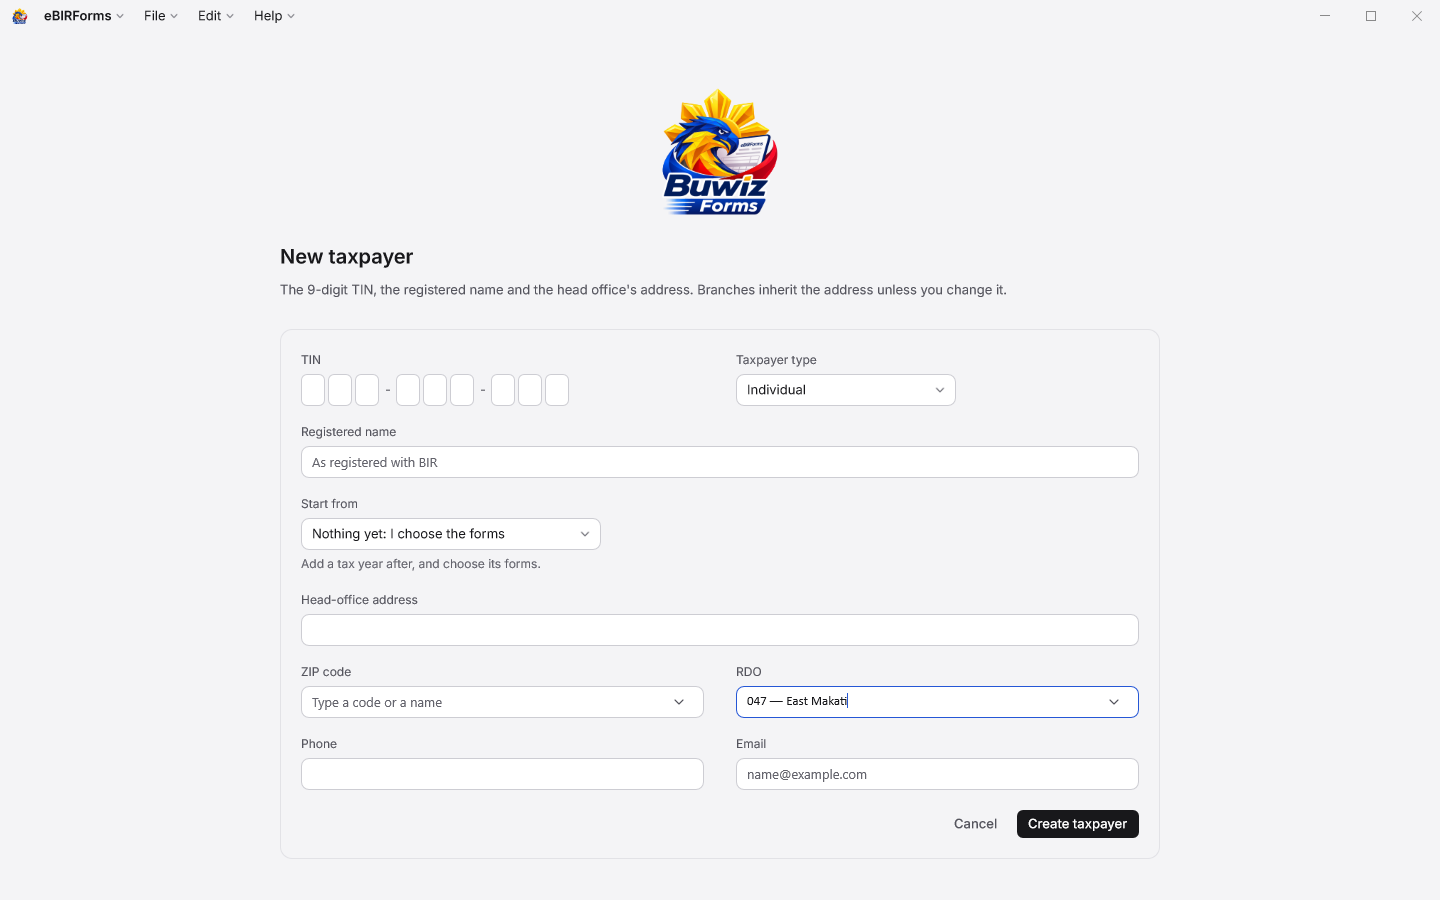 eBIRForms File Edit Help
eBIRForms
Buwiz
Forms
New taxpayer
The 9-digit TIN, the registered name and the head office's address. Branches inherit the address unless you change it.
TIN
Taxpayer type
- -
Individual
Registered name
As registered with BIR
Start from
Nothing yet: I choose the forms
Add a tax year after, and choose its forms.
Head-office address
ZIP code
RDO
Type a code or a name
047 — East Makati
Phone
Email
name@example.com
Cancel
Create taxpayer